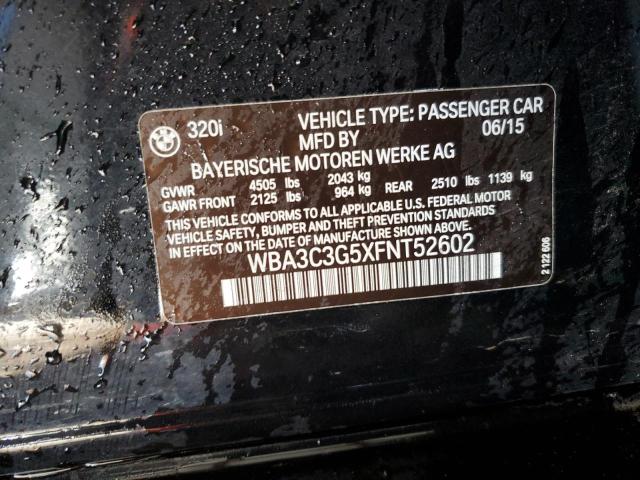 BMW
320i
VEHICLE TYPE: PASSENGER CAR
MFD BY 06/15
BAYERISCHE MOTOREN WERKE AG
GVWR 4505 lbs 2043 kg
GAWR FRONT 2125 lbs 964 kg REAR 2510 lbs 1139 kg
THIS VEHICLE CONFORMS TO ALL APPLICABLE U.S. FEDERAL MOTOR
VEHICLE SAFETY, BUMPER AND THEFT PREVENTION STANDARDS IN
EFFECT ON THE DATE OF MANUFACTURE SHOWN ABOVE.
WBA3C3G5XFNT52602
2 122 606